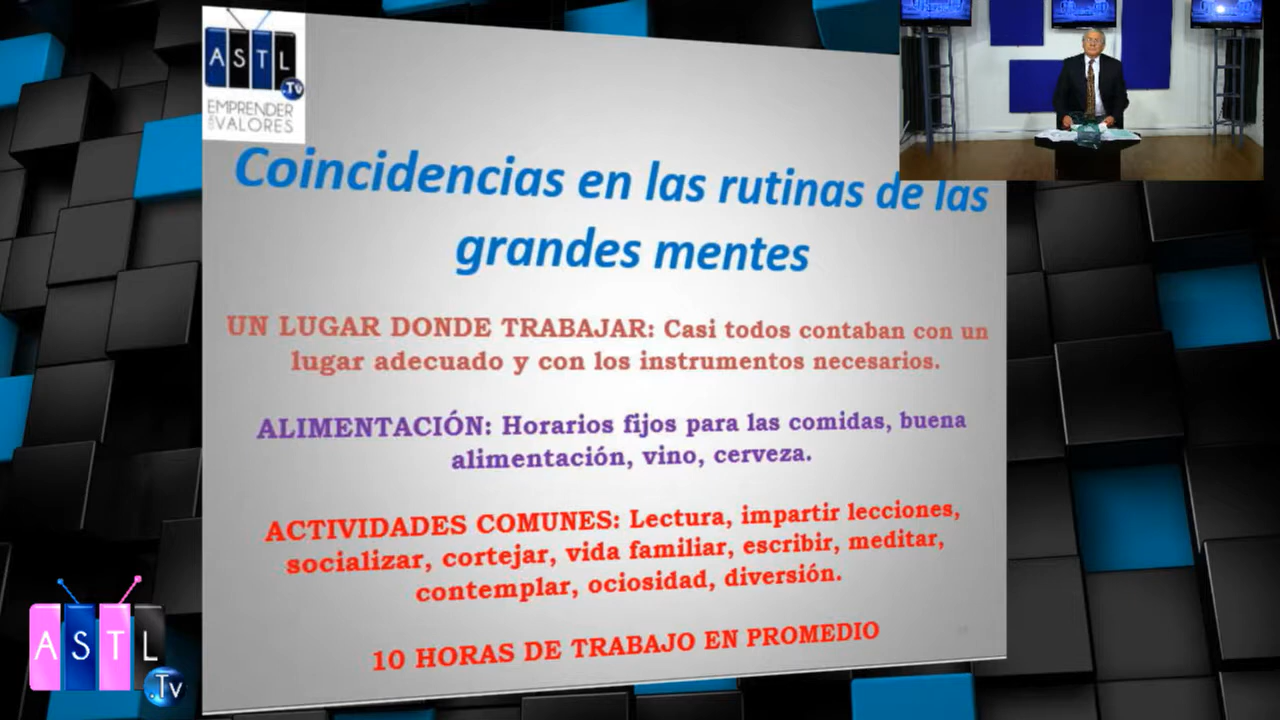 ASTL
.Tv
EMPRENDER
CON VALORES
Coincidencias en las rutinas de las
grandes mentes
UN LUGAR DONDE TRABAJAR: Casi todos contaban con un
lugar adecuado y con los instrumentos necesarios.
ALIMENTACIÓN: Horarios fijos para las comidas, buena
alimentación, vino, cerveza.
ACTIVIDADES COMUNES: Lectura, impartir lecciones,
socializar, cortejar, vida familiar, escribir, meditar,
contemplar, ociosidad, diversión.
10 HORAS DE TRABAJO EN PROMEDIO
ASTL
.Tv